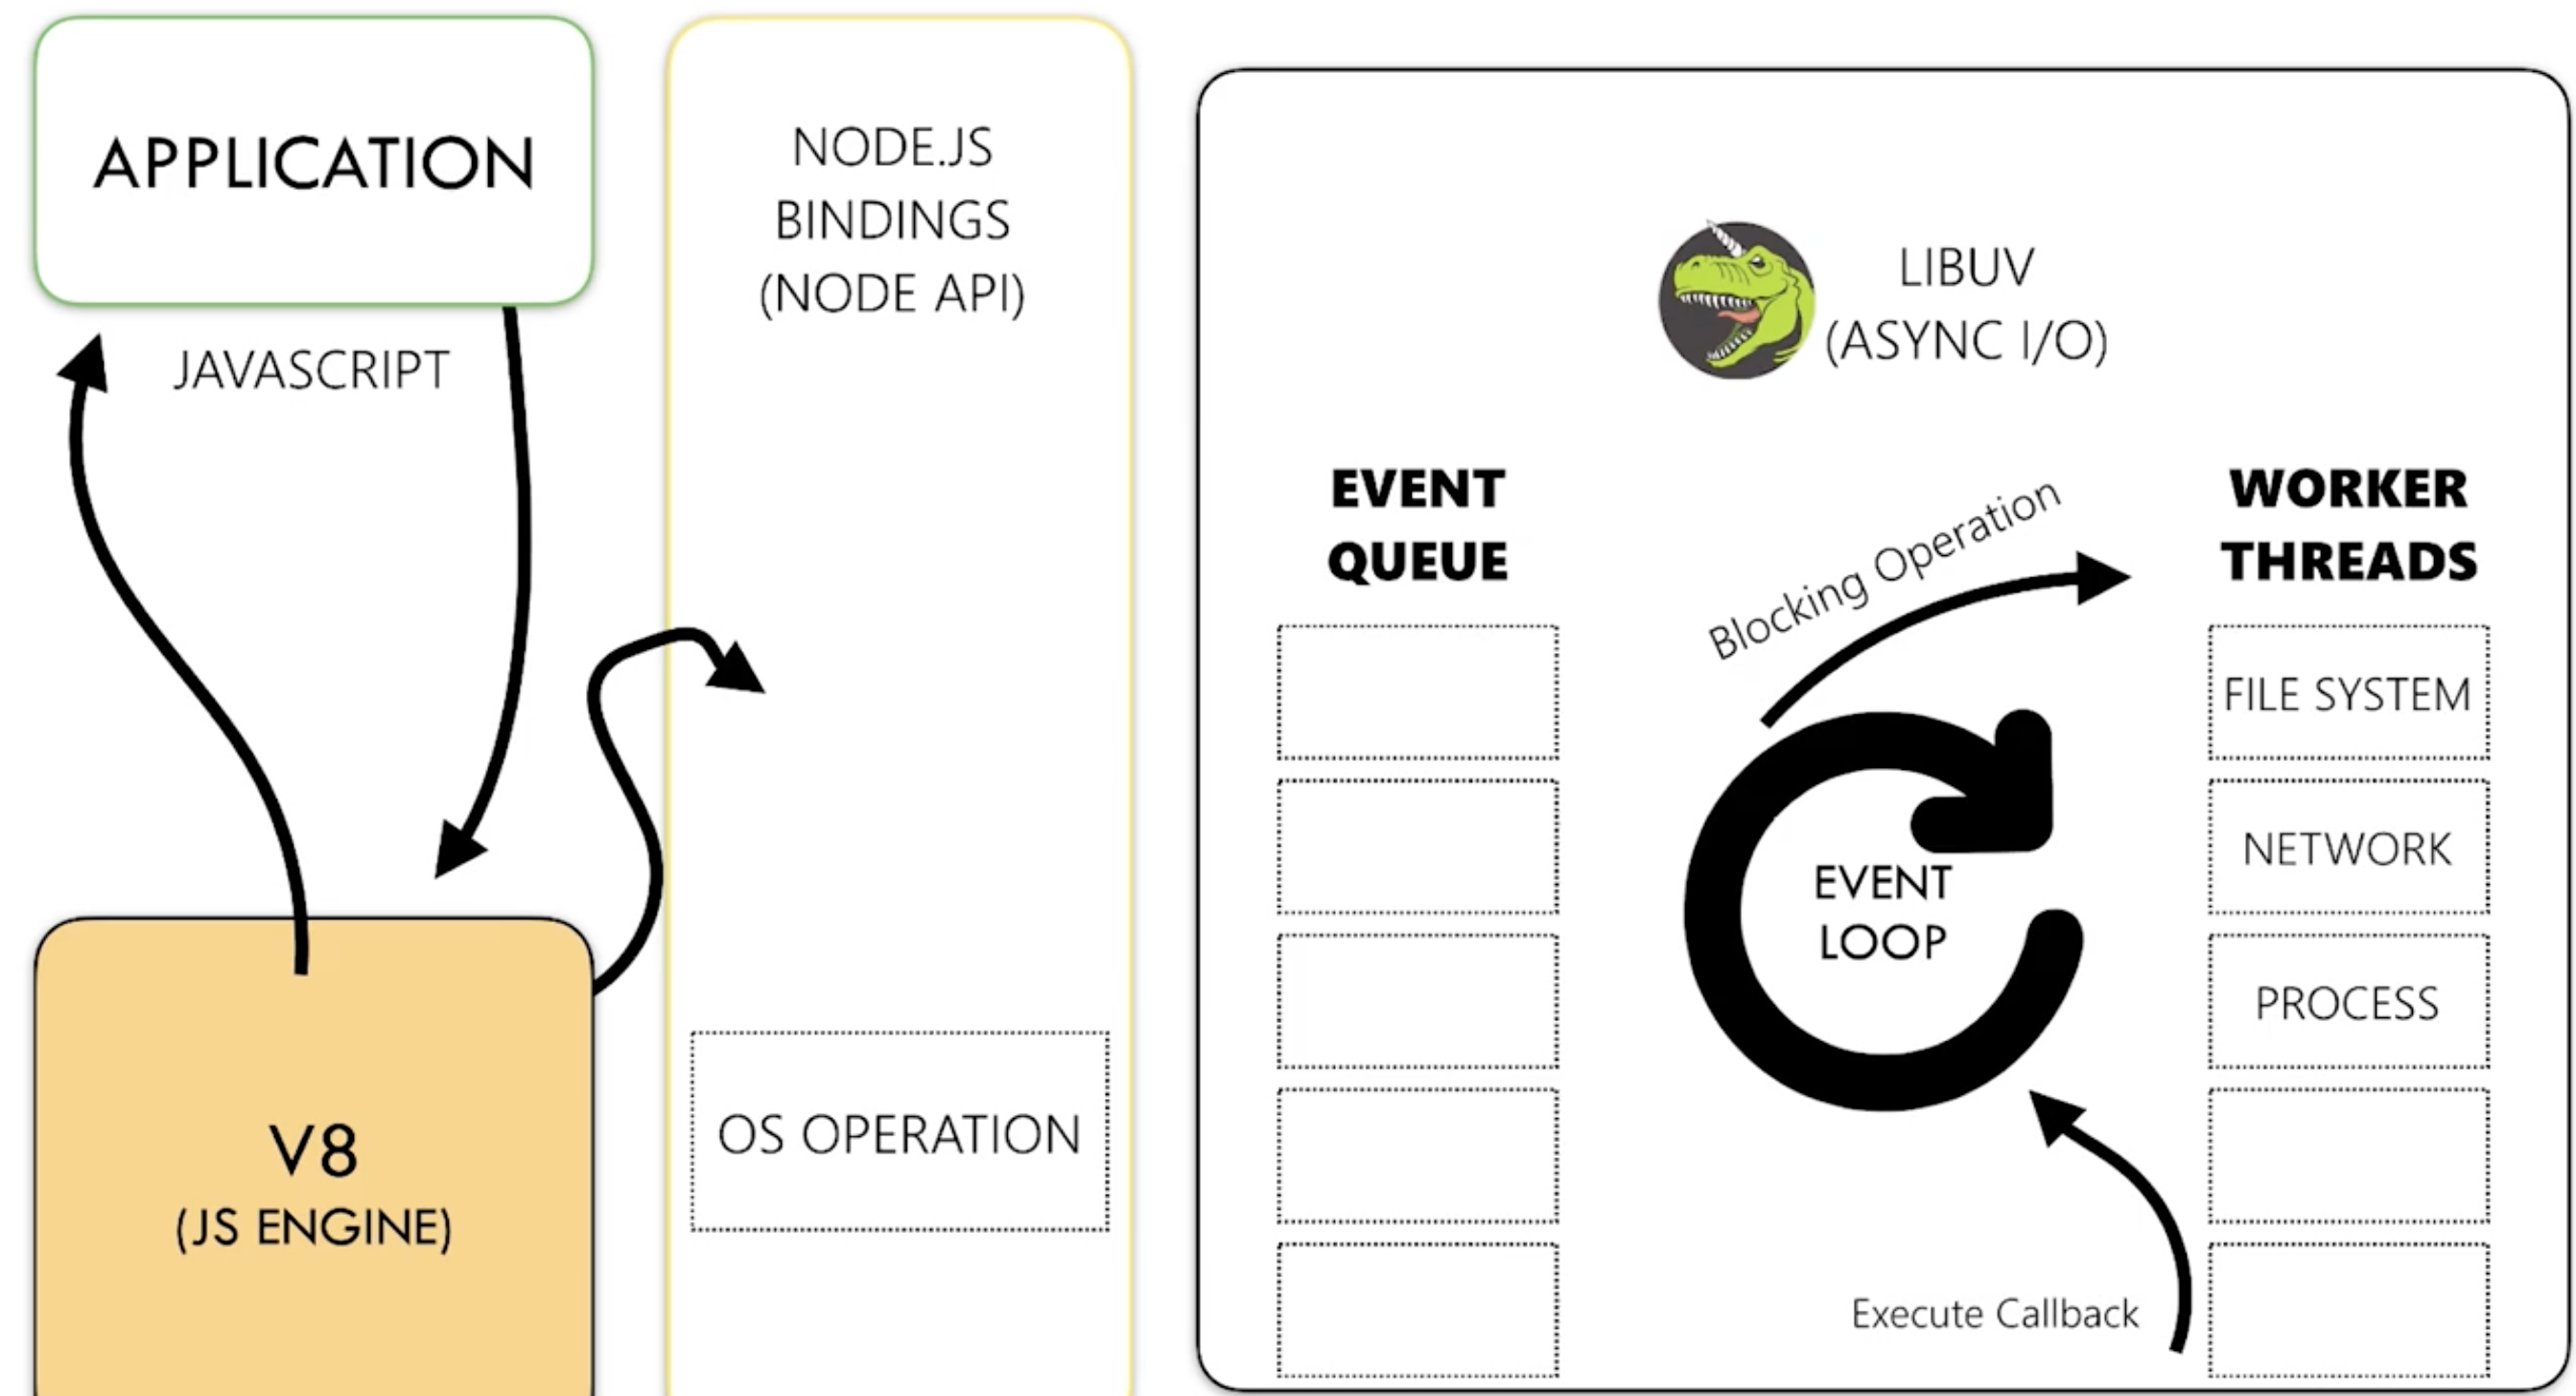 APPLICATION
JAVASCRIPT
V8
(JS ENGINE)
NODE.JS
BINDINGS
(NODE API)
OS OPERATION
LIBUV
(ASYNC I/O)
EVENT
QUEUE
Blocking Operation
EVENT
LOOP
Execute Callback
WORKER
THREADS
FILE SYSTEM
NETWORK
PROCESS